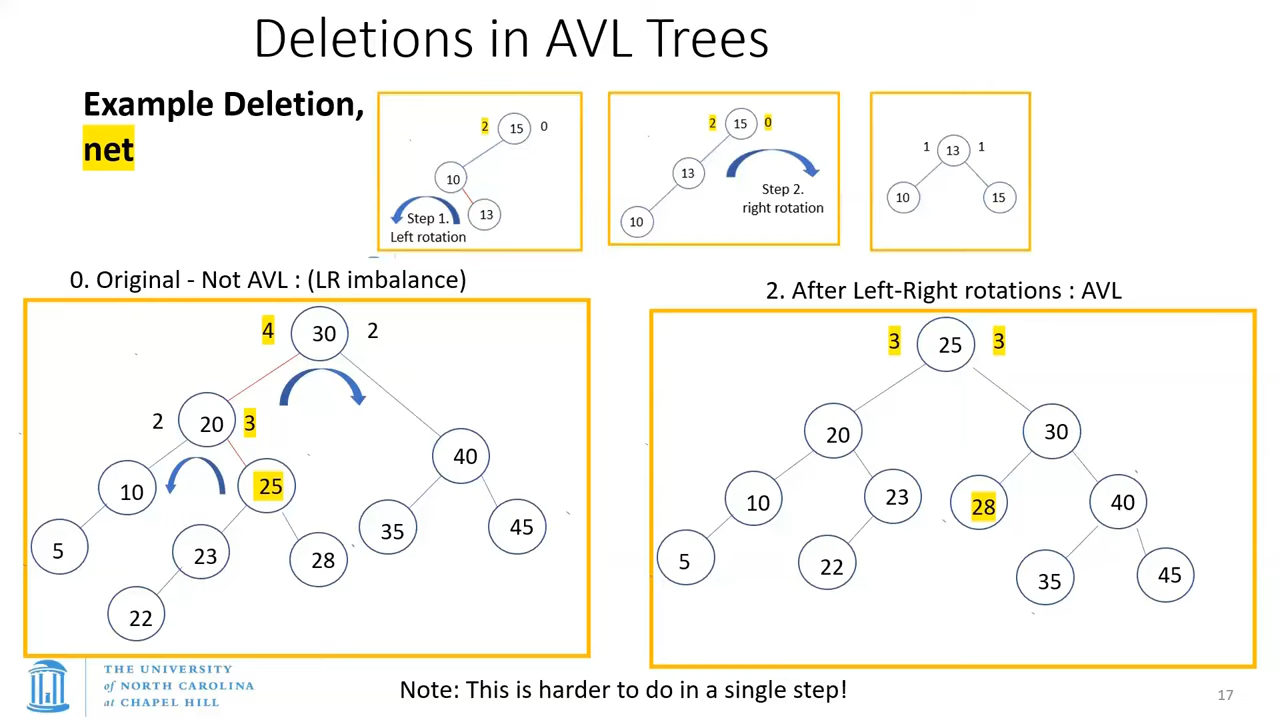 Deletions in AVL Trees
Example Deletion,
net
2 15 0
10
13
Step 1.
Left rotation
2 15 0
13
10
Step 2.
right rotation
1 13 1
10 15
0. Original - Not AVL : (LR imbalance)
4 30 2
2 20 3
40
10 25
35 45
5 23 28
22
2. After Left-Right rotations : AVL
3 25 3
20 30
10 23 28 40
5 22 35 45
THE UNIVERSITY
of NORTH CAROLINA
at CHAPEL HILL
Note: This is harder to do in a single step!
17